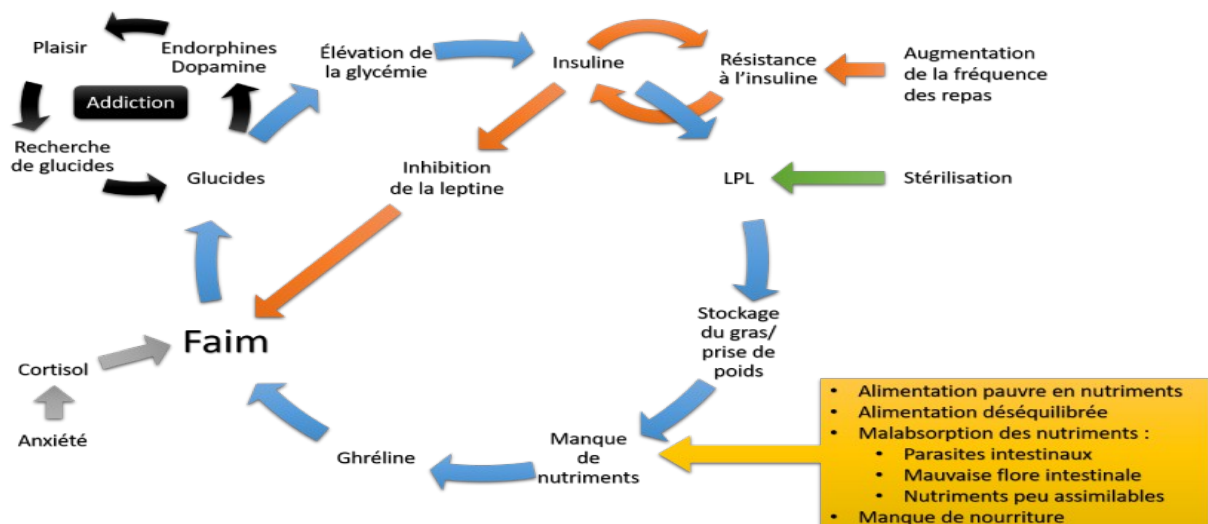 Plaisir
Endorphines
Dopamine
Addiction
Recherche
de glucides
Glucides
Élévation de
la glycémie
Insuline
Résistance
à l’insuline
Augmentation
de la fréquence
des repas
Inhibition
de la leptine
LPL
Stérilisation
Stockage
du gras/
prise de
poids
Faim
Cortisol
Anxiété
Ghréline
Manque
de
nutriments
• Alimentation pauvre en nutriments
• Alimentation déséquilibrée
• Malabsorption des nutriments :
• Parasites intestinaux
• Mauvaise flore intestinale
• Nutriments peu assimilables
• Manque de nourriture